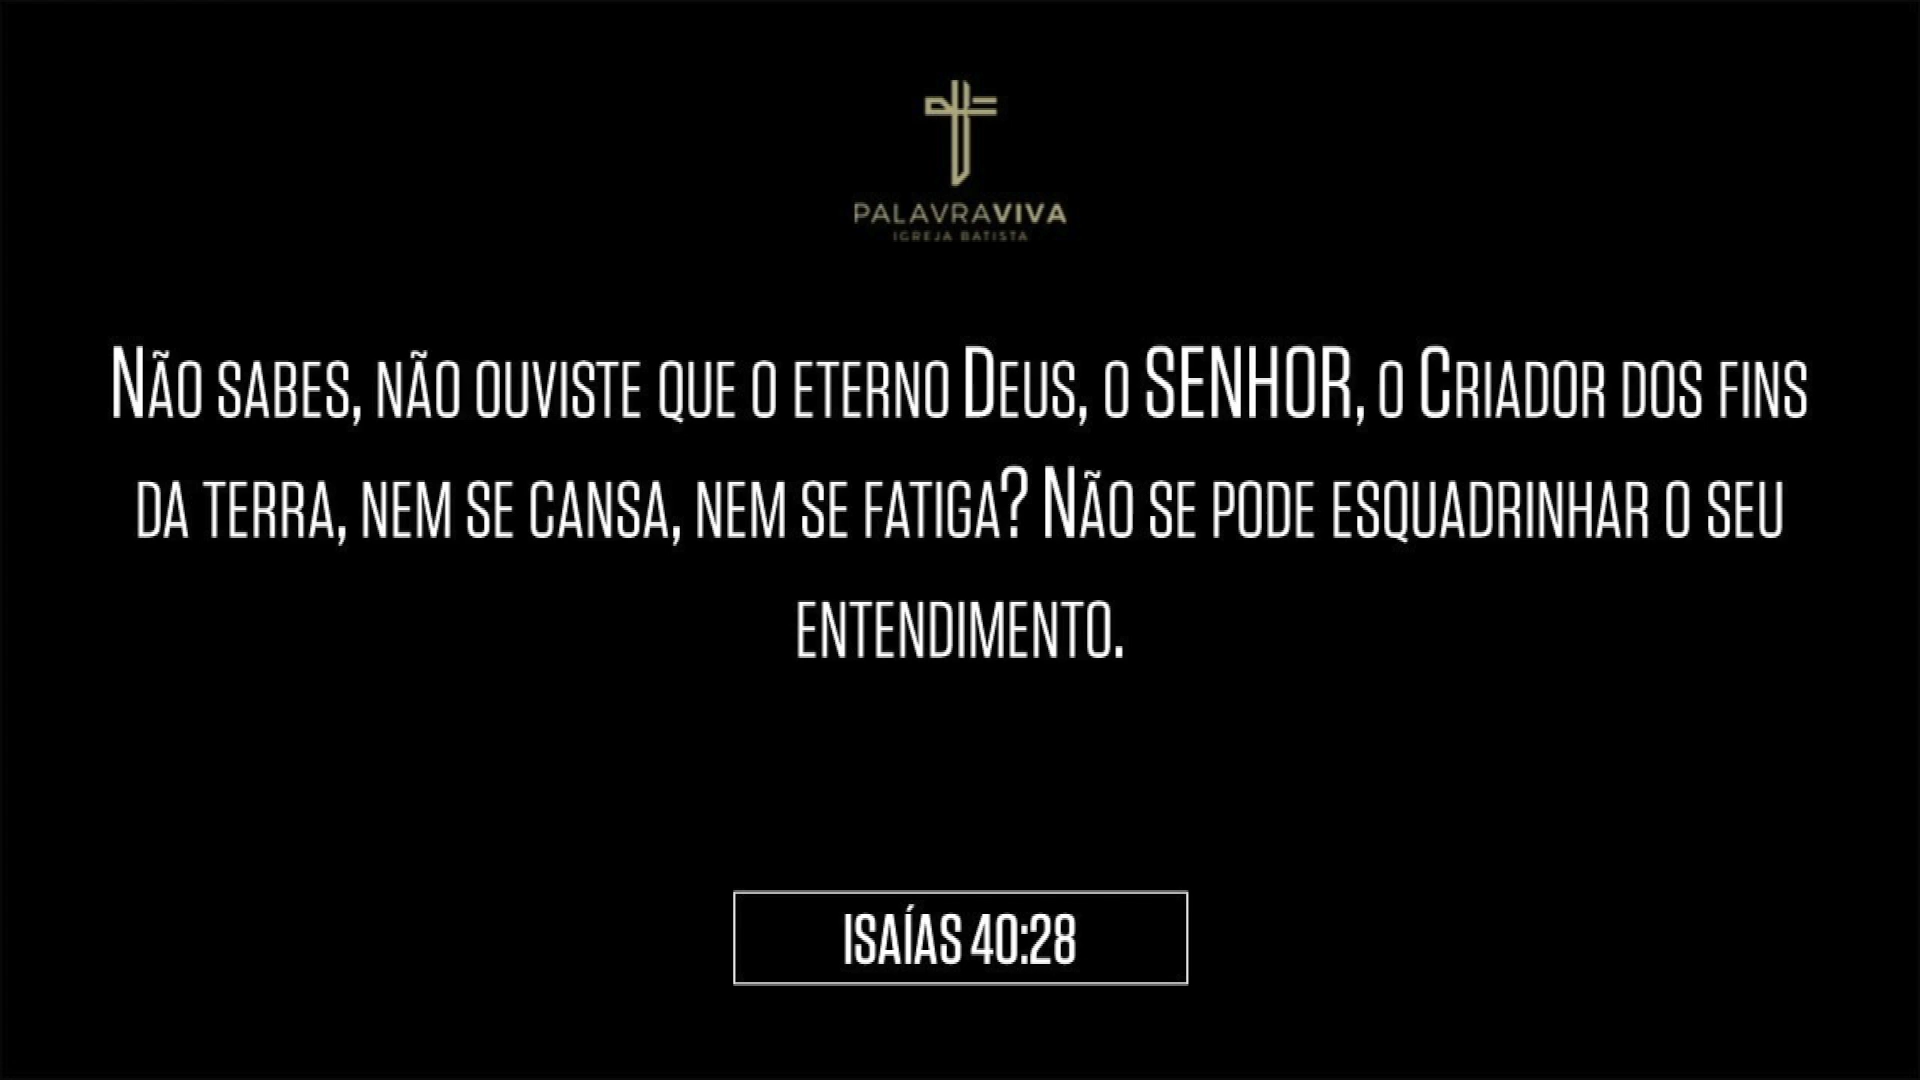 PALAVRAVIVA
IGREJA BATISTA
Não sabes, não ouviste que o eterno Deus, o SENHOR, o Criador dos fins
da terra, nem se cansa, nem se fatiga? Não se pode esquadrinhar o seu
entendimento.
ISAÍAS 40:28